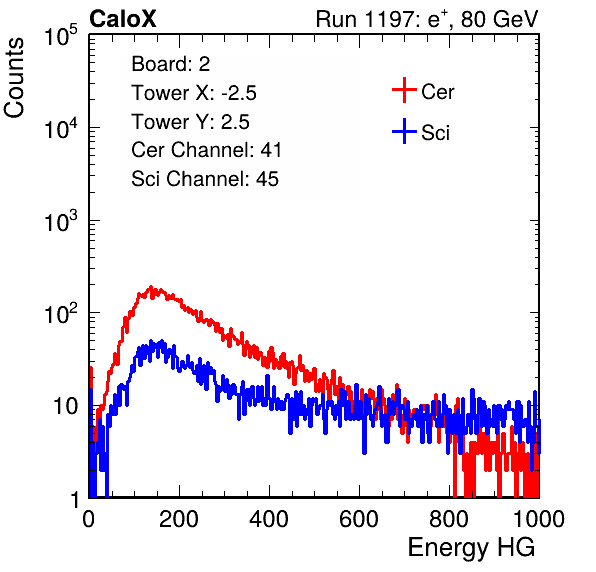 CaloX Run 1197: e⁺, 80 GeV
Counts
10⁵
10⁴
10³
10²
10
1
Board: 2
Tower X: -2.5
Tower Y: 2.5
Cer Channel: 41
Sci Channel: 45
Cer
Sci
0 200 400 600 800 1000
Energy HG